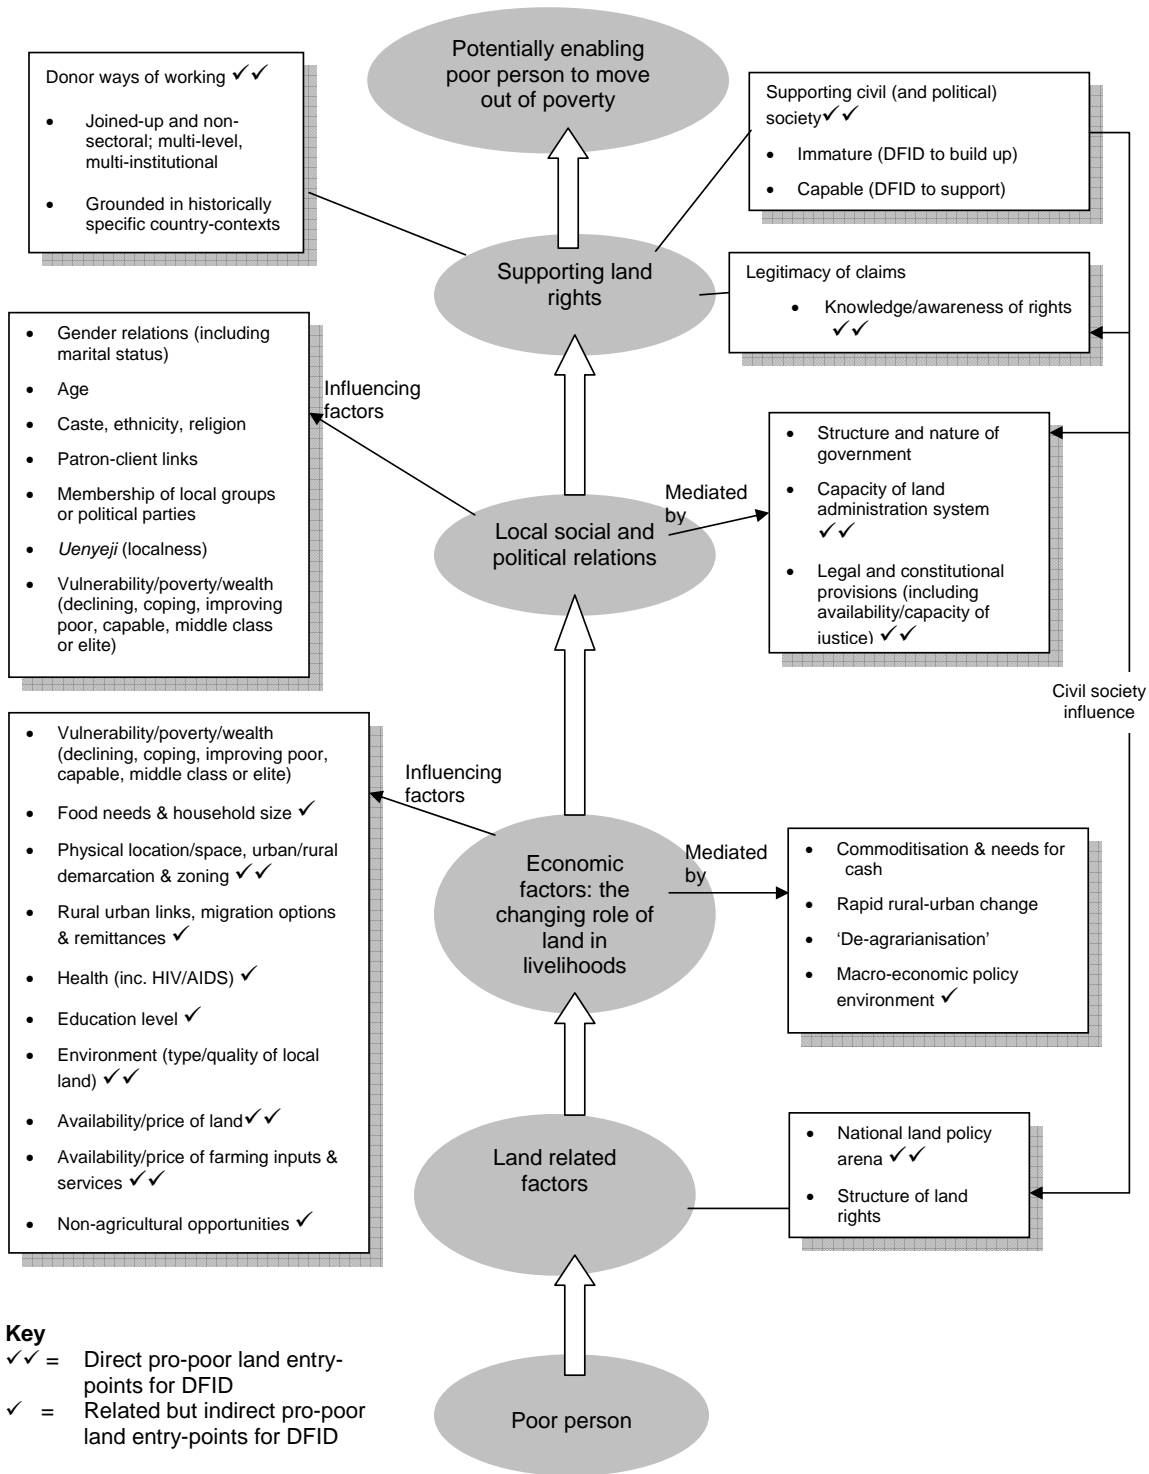 Potentially enabling
poor person to move
out of poverty
Donor ways of working ✓✓
• Joined-up and non-
sectoral; multi-level,
multi-institutional
• Grounded in historically
specific country-contexts
Supporting civil (and political)
society✓✓
• Immature (DFID to build up)
• Capable (DFID to support)
Supporting land
rights
Legitimacy of claims
• Knowledge/awareness of rights
✓✓
• Gender relations (including
marital status)
• Age
• Caste, ethnicity, religion
• Patron-client links
• Membership of local groups
or political parties
• Uenyeji (localness)
• Vulnerability/poverty/wealth
(declining, coping, improving
poor, capable, middle class
or elite)
Influencing
factors
Local social and
political relations
Mediated
by
• Structure and nature of
government
• Capacity of land
administration system
✓✓
• Legal and constitutional
provisions (including
availability/capacity of
justice) ✓✓
Civil society
influence
• Vulnerability/poverty/wealth
(declining, coping, improving poor,
capable, middle class or elite)
• Food needs & household size ✓
• Physical location/space, urban/rural
demarcation & zoning ✓✓
• Rural urban links, migration options
& remittances ✓
• Health (inc. HIV/AIDS) ✓
• Education level ✓
• Environment (type/quality of local
land) ✓✓
• Availability/price of land✓✓
• Availability/price of farming inputs &
services ✓✓
• Non-agricultural opportunities ✓
Influencing
factors
Economic
factors: the
changing role of
land in
livelihoods
Mediated
by
• Commoditisation & needs for
cash
• Rapid rural-urban change
• ‘De-agrarianisation’
• Macro-economic policy
environment ✓
Land related
factors
• National land policy
arena ✓✓
• Structure of land
rights
Poor person
Key
✓✓ = Direct pro-poor land entry-
points for DFID
✓ = Related but indirect pro-poor
land entry-points for DFID